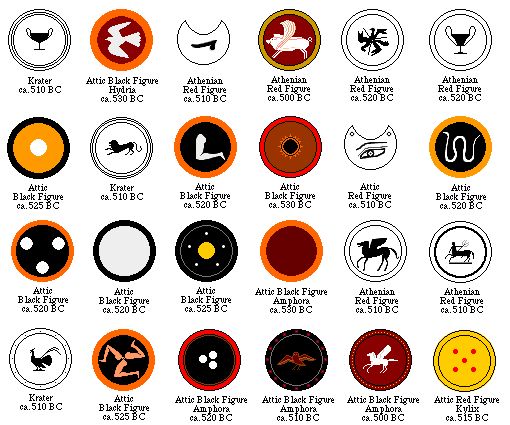 Krater
ca.510 BC
Attic Black Figure
Hydria
ca.530 BC
Athenian
Red Figure
ca.510 BC
Athenian
Red Figure
ca.500 BC
Athenian
Red Figure
ca.520 BC
Athenian
Red Figure
ca.520 BC
Attic
Black Figure
ca.525 BC
Krater
ca.510 BC
Attic
Black Figure
ca.520 BC
Attic
Black Figure
ca.530 BC
Attic
Red Figure
ca.510 BC
Attic
Black Figure
ca.520 BC
Attic
Black Figure
ca.520 BC
Attic
Black Figure
ca.520 BC
Attic
Black Figure
ca.525 BC
Attic Black Figure
Amphora
ca.530 BC
Athenian
Red Figure
ca.510 BC
Athenian
Red Figure
ca.510 BC
Krater
ca.510 BC
Attic
Black Figure
ca.525 BC
Attic Black Figure
Amphora
ca.520 BC
Attic Black Figure
Amphora
ca.510 BC
Attic Black Figure
Amphora
ca.500 BC
Attic Red Figure
Kylix
ca.515 BC